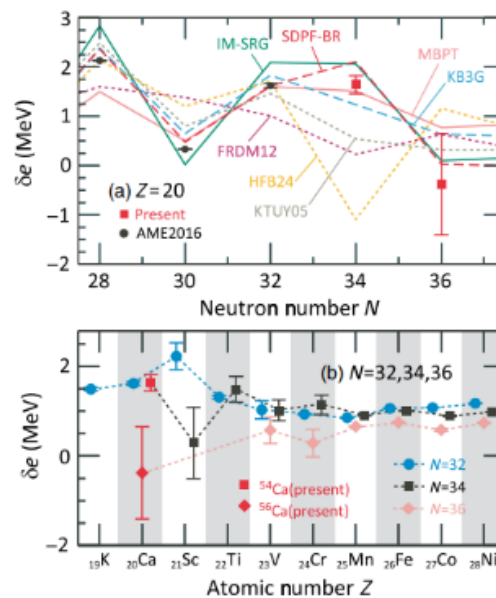 δe (MeV)
3
2
1
0
−1
−2
IM-SRG
SDPF-BR
MBPT
KB3G
FRDM12
HFB24
KTUY05
(a) Z=20
Present
AME2016
28 30 32 34 36
Neutron number N
δe (MeV)
2
0
−2
(b) N=32,34,36
⁵⁴Ca(present)
⁵⁶Ca(present)
N=32
N=34
N=36
₁₉K ₂₀Ca ₂₁Sc ₂₂Ti ₂₃V ₂₄Cr ₂₅Mn ₂₆Fe ₂₇Co ₂₈Ni
Atomic number Z